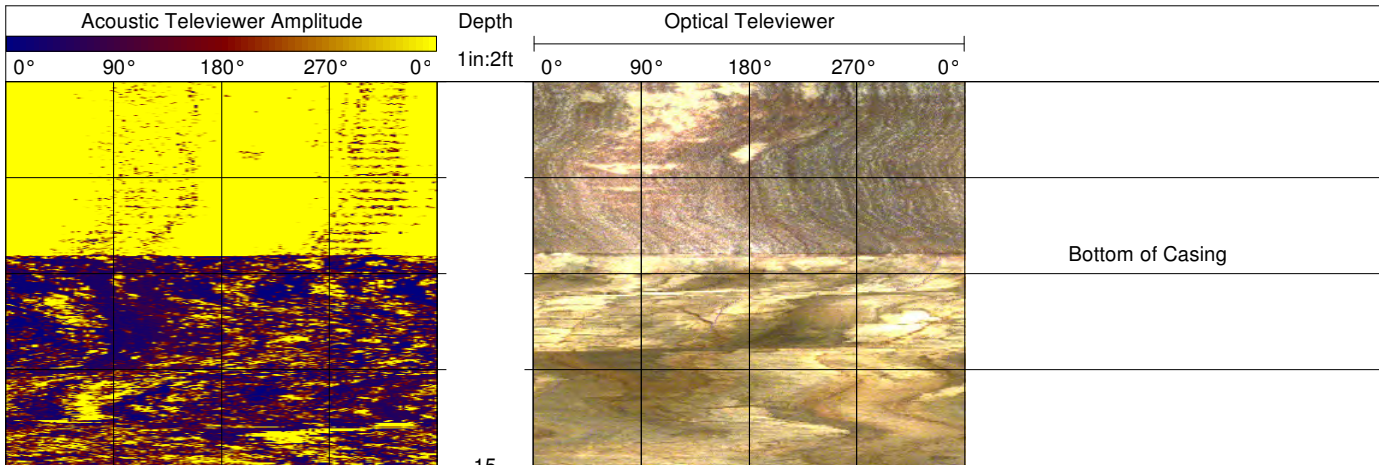 Acoustic Televiewer Amplitude Depth Optical Televiewer
1in:2ft
0° 90° 180° 270° 0° 0° 90° 180° 270° 0°
Bottom of Casing
15